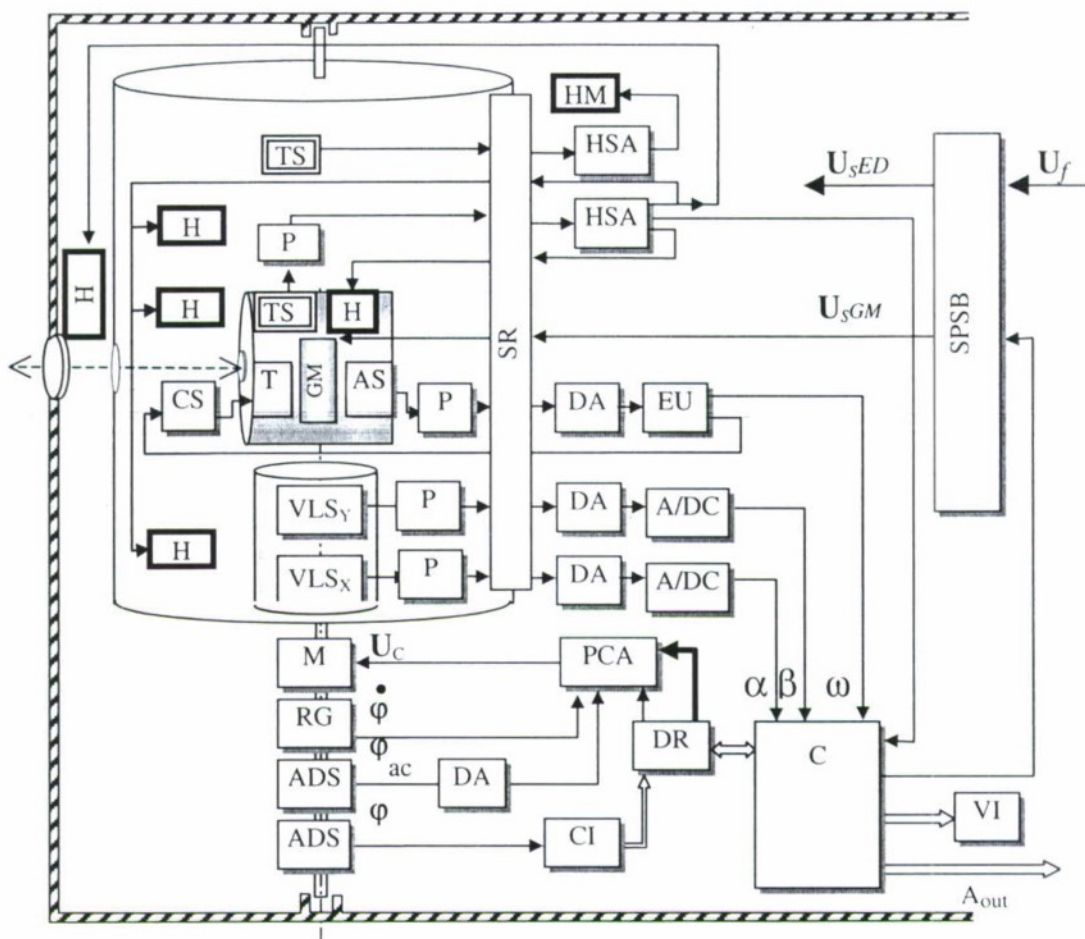 HM
TS
HSA
U_sED
U_f
H
HSA
P
H
H
TS
H
U_sGM
SR
SPSB
T
GM
AS
CS
P
DA
EU
VLS_Y
P
DA
A/DC
H
VLS_X
P
DA
A/DC
M
U_C
PCA
α β ω
RG
φ̇
DR
C
φ
ADS
ac
DA
VI
φ
ADS
CI
A_out